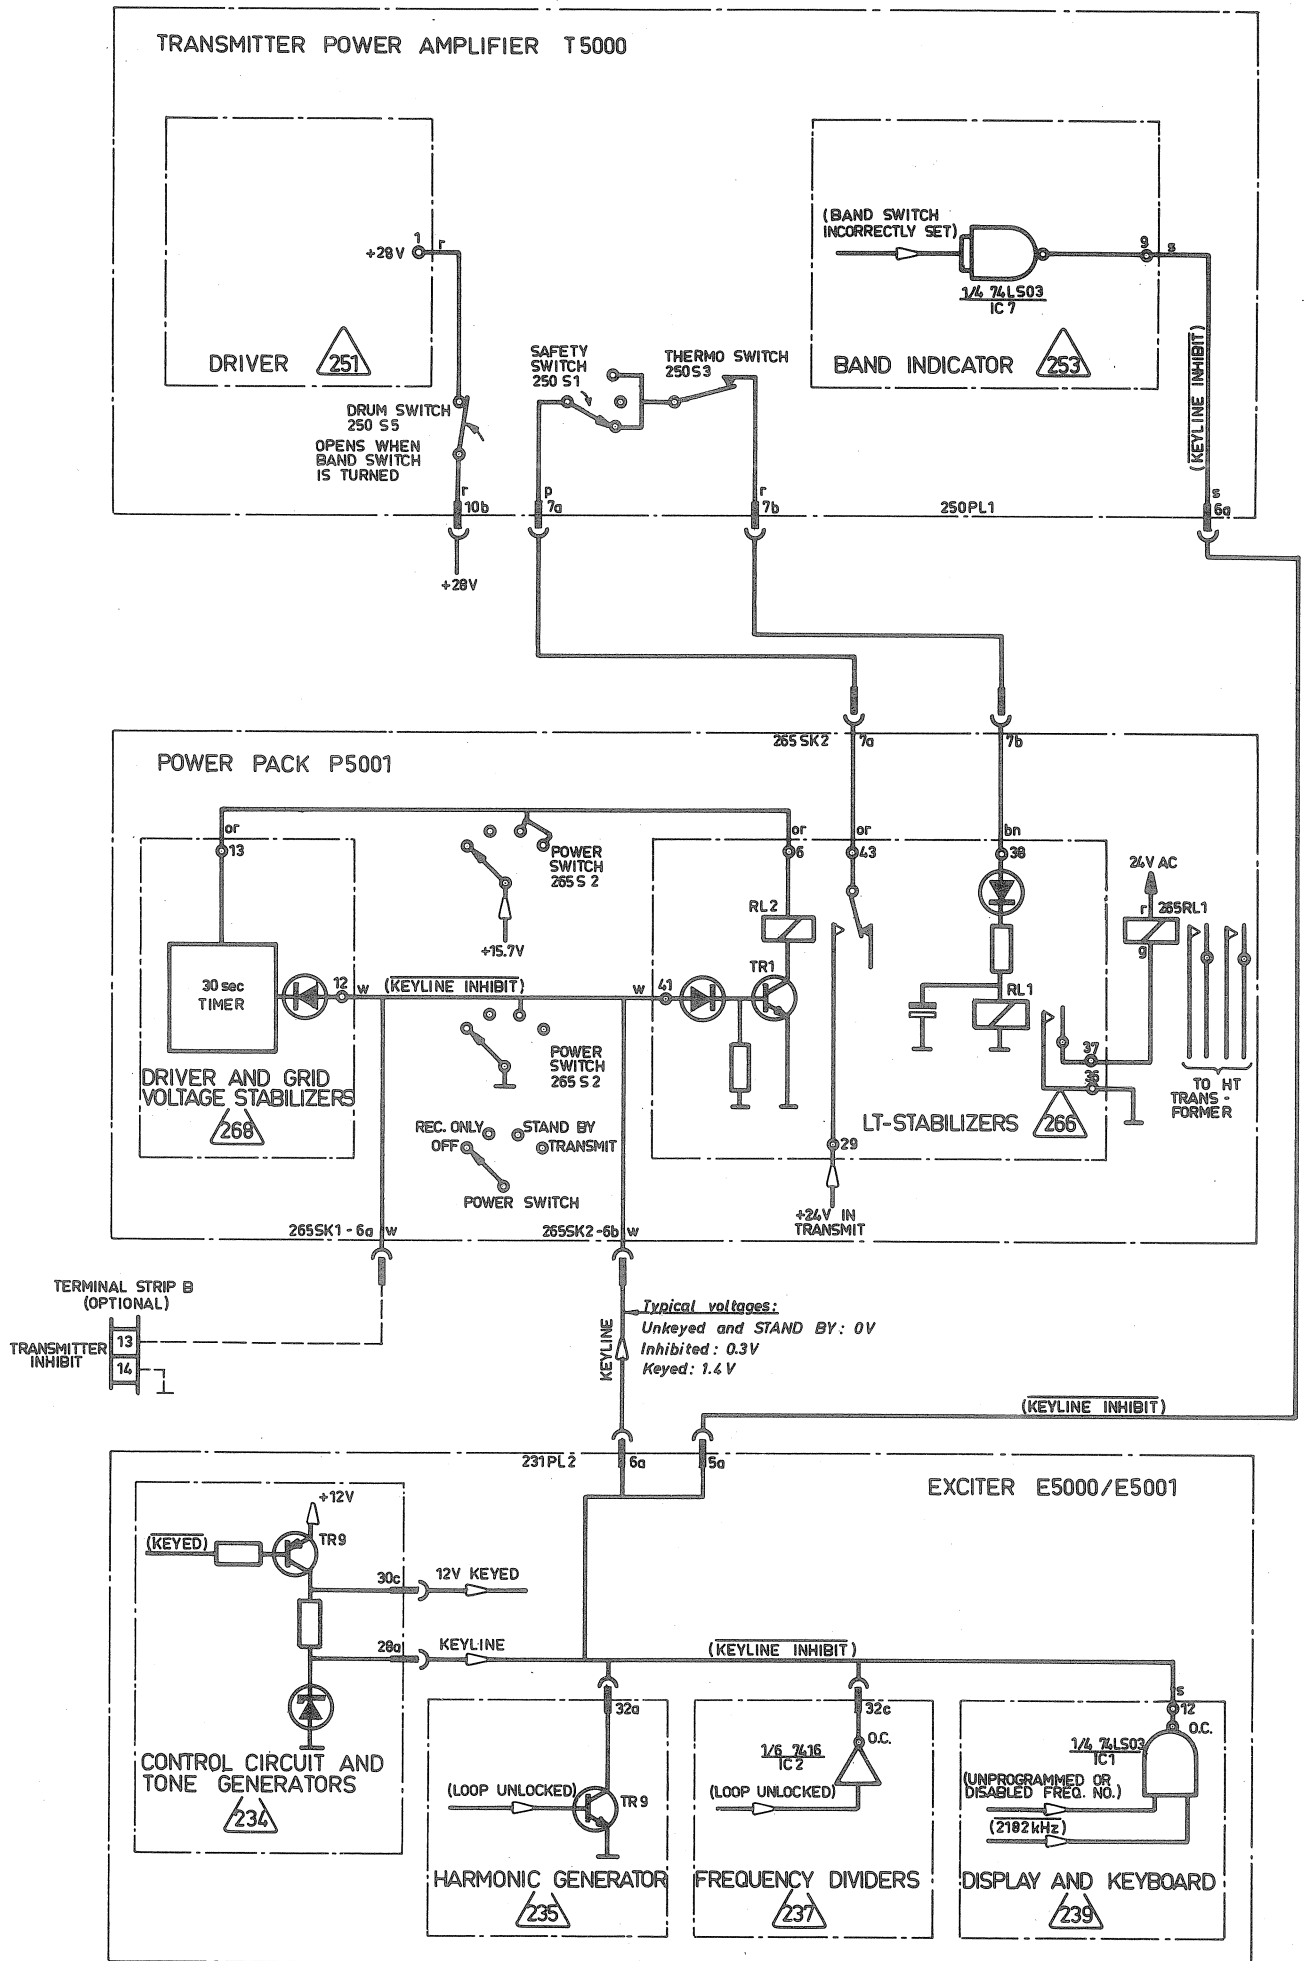 TRANSMITTER POWER AMPLIFIER T5000
+28V
1
r
DRIVER
251
DRUM SWITCH
250 S5
OPENS WHEN
BAND SWITCH
IS TURNED
r
10b
+28V
SAFETY
SWITCH
250 S1
THERMO SWITCH
250S3
p
7a
r
7b
250PL1
(BAND SWITCH
INCORRECTLY SET)
1/4 74LS03
IC7
9
s
BAND INDICATOR
253
(KEYLINE INHIBIT)
s
6a
POWER PACK P5001
265SK2
7a
7b
or
13
30 sec
TIMER
12
w
DRIVER AND GRID
VOLTAGE STABILIZERS
268
POWER
SWITCH
265 S 2
+15.7V
(KEYLINE INHIBIT)
w
41
POWER
SWITCH
265 S 2
REC. ONLY
STAND BY
OFF
TRANSMIT
POWER SWITCH
or
6
or
43
bn
38
RL2
TR1
RL1
24V AC
r
265RL1
g
37
36
TO HT
TRANS-
FORMER
LT-STABILIZERS
266
29
+24V IN
TRANSMIT
265SK1-6a
w
265SK2-6b
w
TERMINAL STRIP B
(OPTIONAL)
TRANSMITTER
INHIBIT
13
14
KEYLINE
Typical voltages:
Unkeyed and STAND BY: 0V
Inhibited: 0.3V
Keyed: 1.4V
(KEYLINE INHIBIT)
231PL2
6a
5a
EXCITER E5000/E5001
+12V
(KEYED)
TR9
30c
12V KEYED
28a
KEYLINE
(KEYLINE INHIBIT)
CONTROL CIRCUIT AND
TONE GENERATORS
234
32a
(LOOP UNLOCKED)
TR9
HARMONIC GENERATOR
235
32c
1/6 7416
IC2
O.C.
(LOOP UNLOCKED)
FREQUENCY DIVIDERS
237
s
12
O.C.
1/4 74LS03
IC1
(UNPROGRAMMED OR
DISABLED FREQ. NO.)
(2182kHz)
DISPLAY AND KEYBOARD
239